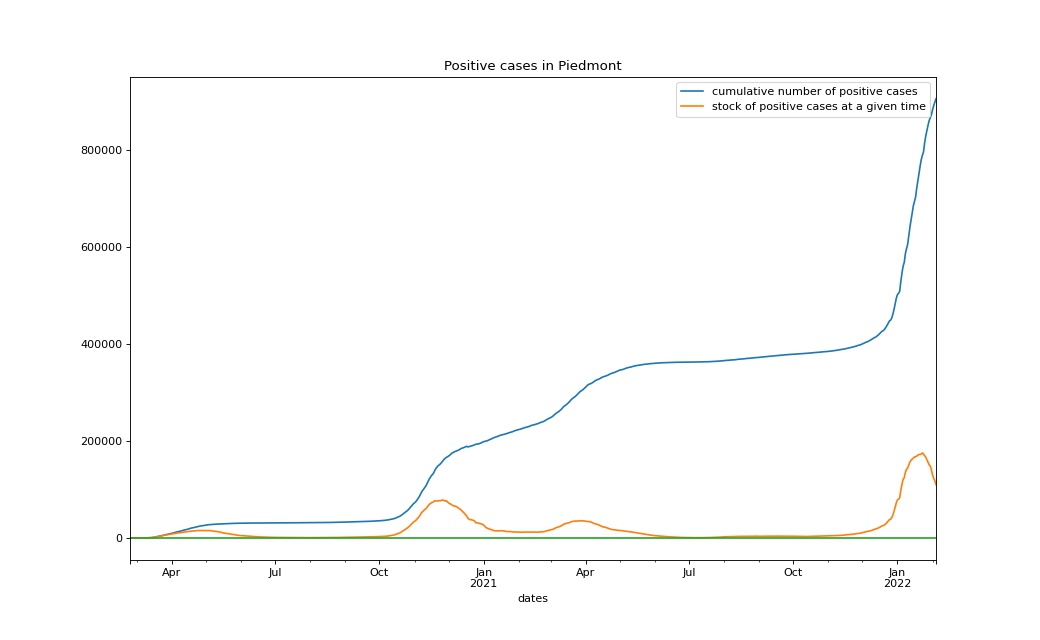 Positive cases in Piedmont
cumulative number of positive cases
stock of positive cases at a given time
800000
600000
400000
200000
0
Apr Jul Oct Jan Apr Jul Oct Jan
2021 2022
dates